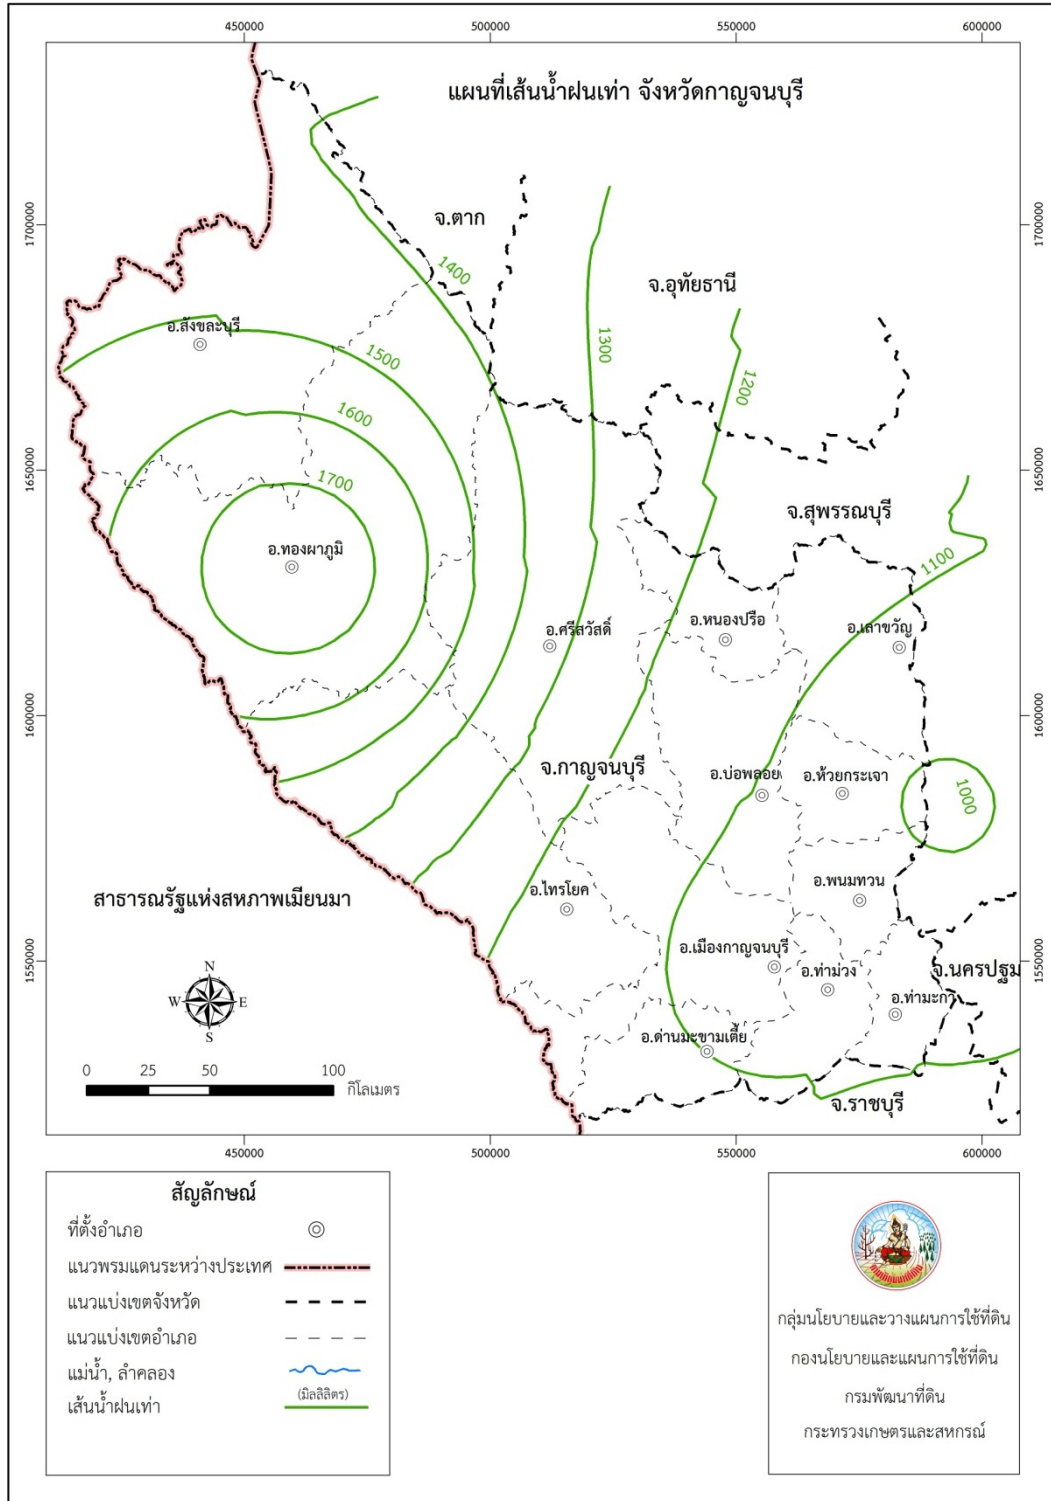 450000 500000 550000 600000
แผนที่เส้นน้ำฝนเท่า จังหวัดกาญจนบุรี
1700000
จ.ตาก
1700000
1400
จ.อุทัยธานี
อ.สังขละบุรี
1500
1300
1200
1600
1650000
1700
1650000
จ.สุพรรณบุรี
อ.ทองผาภูมิ
1100
อ.หนองปรือ
อ.ศรีสวัสดิ์
อ.เลาขวัญ
1600000
1600000
จ.กาญจนบุรี
อ.บ่อพลอย
อ.ห้วยกระเจา
1000
สาธารณรัฐแห่งสหภาพเมียนมา
อ.ไทรโยค
อ.พนมทวน
อ.เมืองกาญจนบุรี
1550000
อ.ท่าม่วง
จ.นครปฐม
1550000
N
W E
S
อ.ท่ามะกา
อ.ด่านมะขามเตี้ย
0 25 50 100
กิโลเมตร
จ.ราชบุรี
450000 500000 550000 600000
สัญลักษณ์
ที่ตั้งอำเภอ
แนวพรมแดนระหว่างประเทศ
แนวแบ่งเขตจังหวัด
แนวแบ่งเขตอำเภอ
แม่น้ำ, ลำคลอง
(มิลลิลิตร)
เส้นน้ำฝนเท่า
กลุ่มนโยบายและวางแผนการใช้ที่ดิน
กองนโยบายและแผนการใช้ที่ดิน
กรมพัฒนาที่ดิน
กระทรวงเกษตรและสหกรณ์